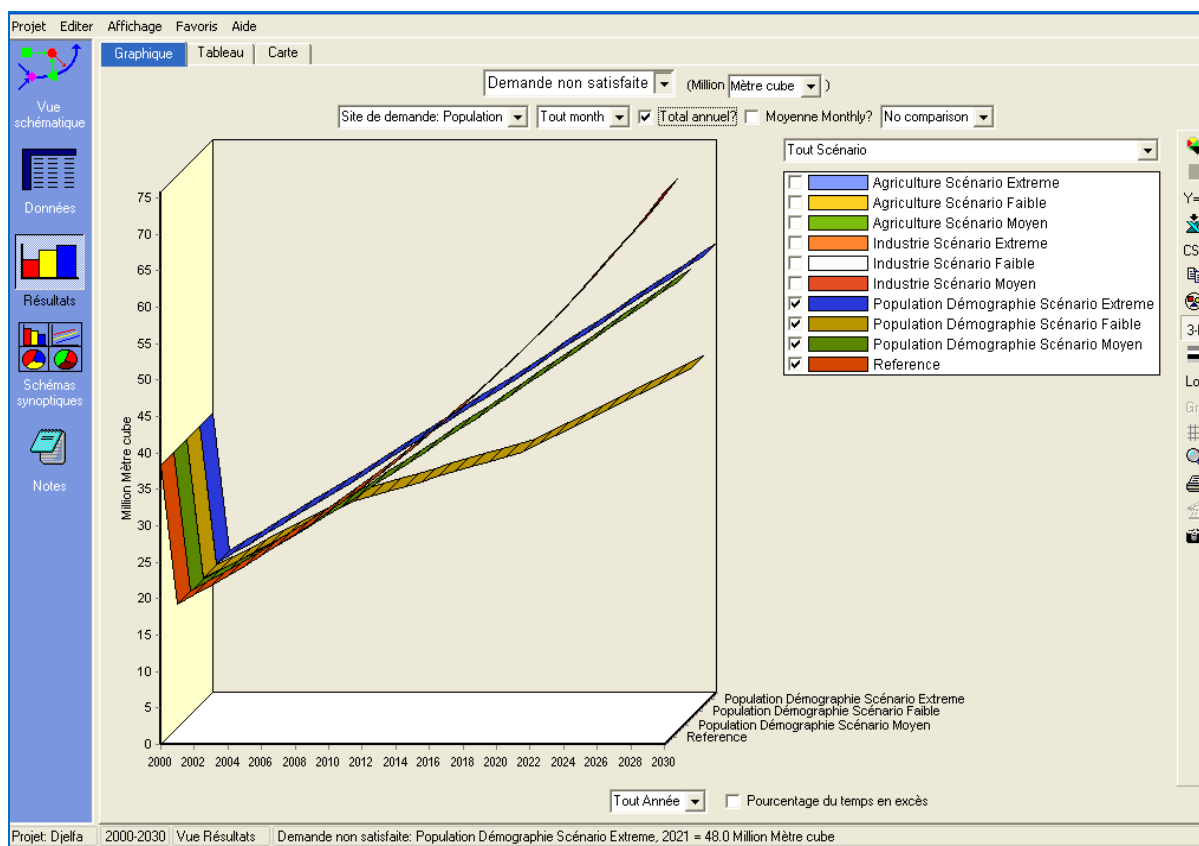 Projet Editer Affichage Favoris Aide
Graphique Tableau Carte
Vue
schématique
Données
Résultats
Schémas
synoptiques
Notes
Demande non satisfaite (Million Mètre cube )
Site de demande: Population Tout month Total annuel? Moyenne Monthly? No comparison
Tout Scénario
Agriculture Scénario Extreme
Agriculture Scénario Faible
Agriculture Scénario Moyen
Industrie Scénario Extreme
Industrie Scénario Faible
Industrie Scénario Moyen
Population Démographie Scénario Extreme
Population Démographie Scénario Faible
Population Démographie Scénario Moyen
Reference
Million Mètre cube
75
70
65
60
55
50
45
40
35
30
25
20
15
10
5
0
2000 2002 2004 2006 2008 2010 2012 2014 2016 2018 2020 2022 2024 2026 2028 2030
Population Démographie Scénario Extreme
Population Démographie Scénario Faible
Population Démographie Scénario Moyen
Reference
Y=
CS
3-
Lo
Gr
Tout Année Pourcentage du temps en excès
Projet: Djelfa 2000-2030 Vue Résultats Demande non satisfaite: Population Démographie Scénario Extreme, 2021 = 48.0 Million Mètre cube